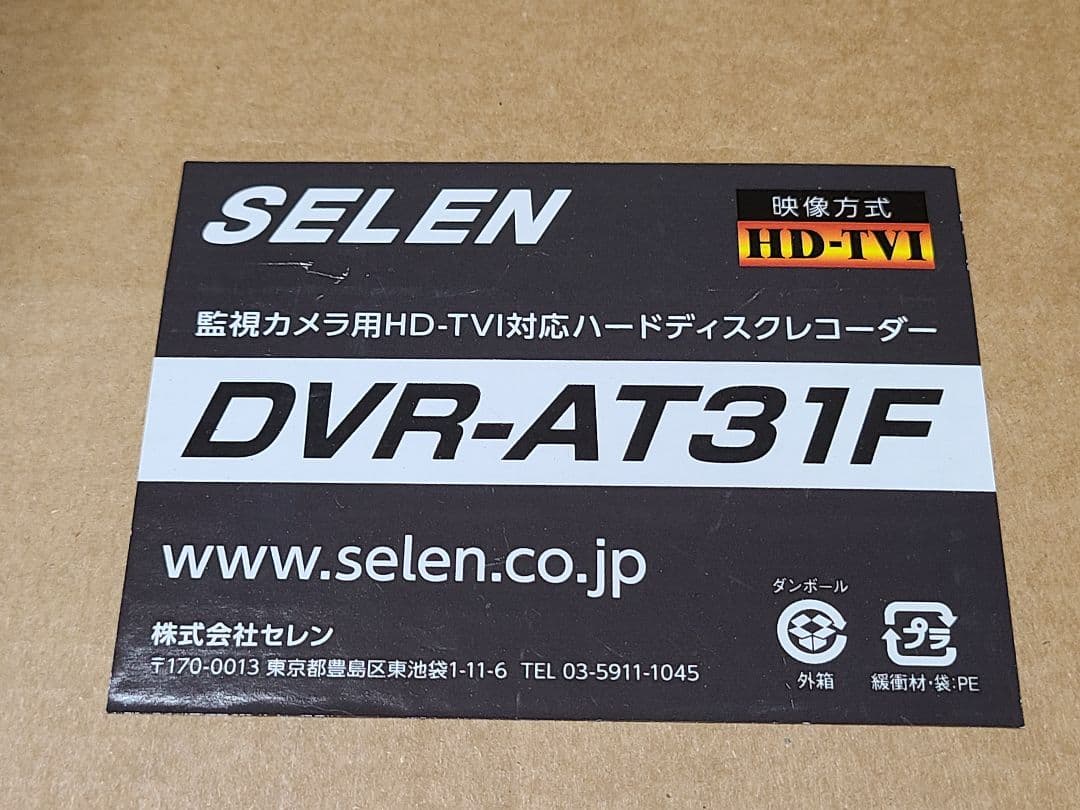 SELEN
映像方式
HD-TVI
監視カメラ用HD-TVI対応ハードディスクレコーダー
DVR-AT31F
www.selen.co.jp
株式会社セレン
〒170-0013 東京都豊島区東池袋1-11-6 TEL 03-5911-1045
ダンボール
外箱
プラ
緩衝材・袋:PE